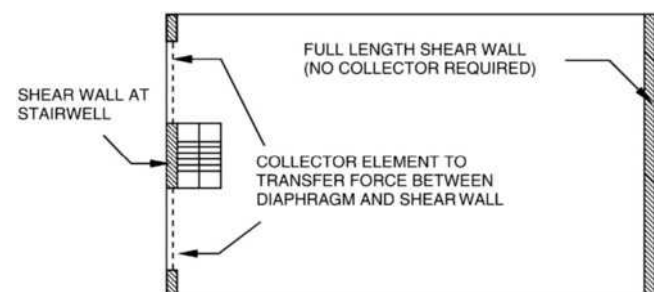 FULL LENGTH SHEAR WALL
(NO COLLECTOR REQUIRED)
SHEAR WALL AT
STAIRWELL
COLLECTOR ELEMENT TO
TRANSFER FORCE BETWEEN
DIAPHRAGM AND SHEAR WALL